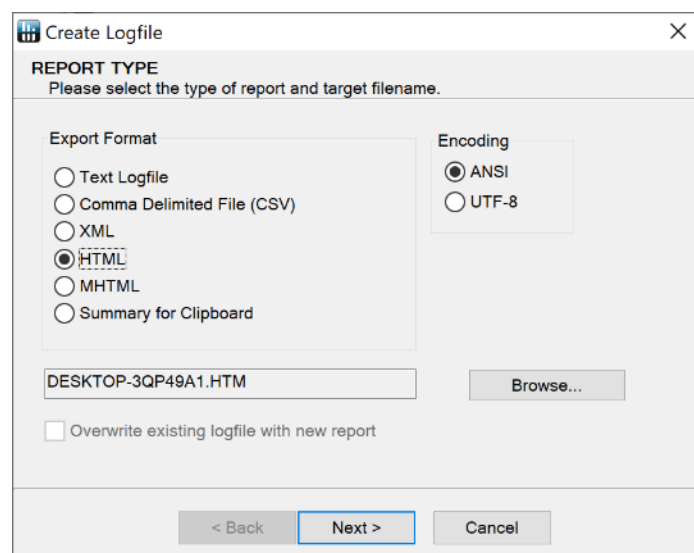 Create Logfile
REPORT TYPE
Please select the type of report and target filename.
Export Format
Text Logfile
Comma Delimited File (CSV)
XML
HTML
MHTML
Summary for Clipboard
Encoding
ANSI
UTF-8
DESKTOP-3QP49A1.HTM
Browse...
Overwrite existing logfile with new report
< Back
Next >
Cancel